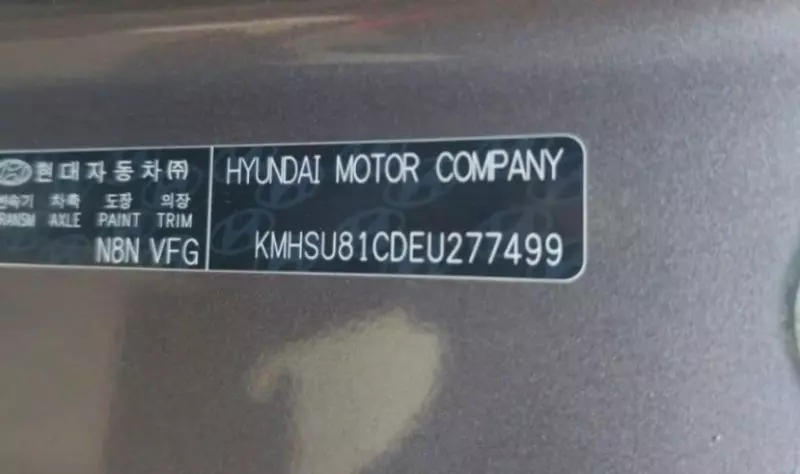 현대자동차㈜
변속기 차축 도장 의장
TRANSM AXLE PAINT TRIM
N8N VFG
HYUNDAI MOTOR COMPANY
KMHSU81CDEU277499